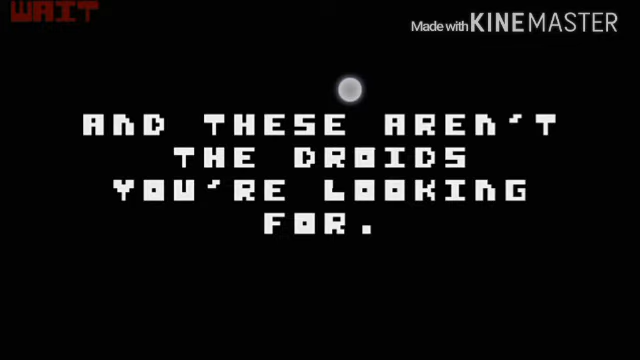 WAIT
Made with KINEMASTER
AND THESE AREN'T
THE DROIDS
YOU'RE LOOKING
FOR.